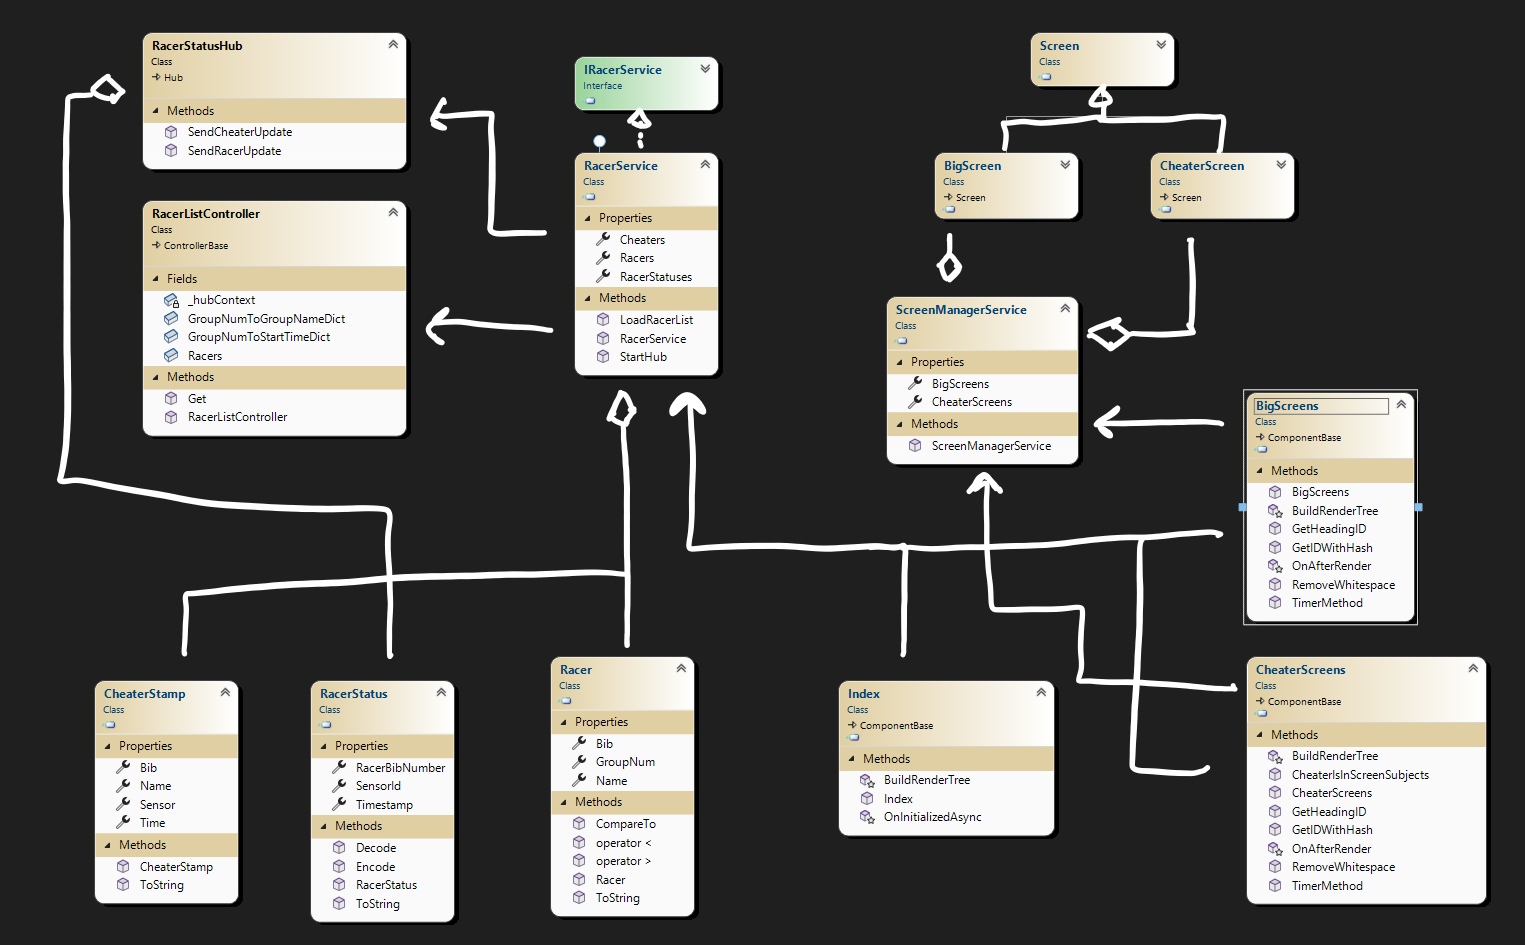 RacerStatusHub
Class
Hub
Methods
SendCheaterUpdate
SendRacerUpdate
RacerListController
Class
ControllerBase
Fields
_hubContext
GroupNumToGroupNameDict
GroupNumToStartTimeDict
Racers
Methods
Get
RacerListController
IRacerService
Interface
RacerService
Class
Properties
Cheaters
Racers
RacerStatuses
Methods
LoadRacerList
RacerService
StartHub
Screen
Class
BigScreen
Class
Screen
CheaterScreen
Class
Screen
ScreenManagerService
Class
Properties
BigScreens
CheaterScreens
Methods
ScreenManagerService
BigScreens
Class
ComponentBase
Methods
BigScreens
BuildRenderTree
GetHeadingID
GetIDWithHash
OnAfterRender
RemoveWhitespace
TimerMethod
CheaterStamp
Class
Properties
Bib
Name
Sensor
Time
Methods
CheaterStamp
ToString
RacerStatus
Class
Properties
RacerBibNumber
SensorId
Timestamp
Methods
Decode
Encode
RacerStatus
ToString
Racer
Class
Properties
Bib
GroupNum
Name
Methods
CompareTo
operator <
operator >
Racer
ToString
Index
Class
ComponentBase
Methods
BuildRenderTree
Index
OnInitializedAsync
CheaterScreens
Class
ComponentBase
Methods
BuildRenderTree
CheaterIsInScreenSubjects
CheaterScreens
GetHeadingID
GetIDWithHash
OnAfterRender
RemoveWhitespace
TimerMethod